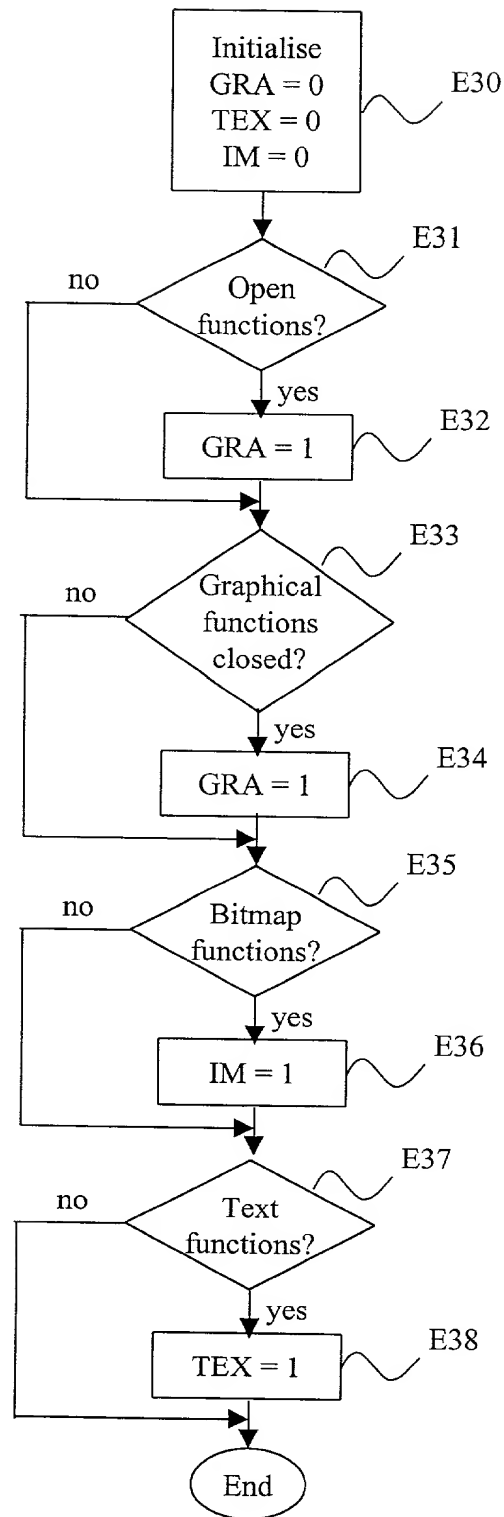 Initialise
GRA = 0
TEX = 0
IM = 0
E30
E31
no
Open
functions?
yes
GRA = 1
E32
E33
no
Graphical
functions
closed?
yes
GRA = 1
E34
E35
no
Bitmap
functions?
yes
IM = 1
E36
E37
no
Text
functions?
yes
TEX = 1
E38
End